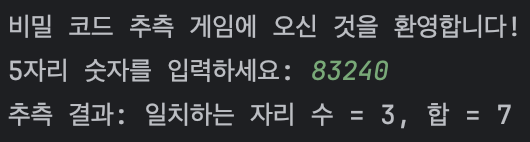 비밀 코드 추측 게임에 오신 것을 환영합니다!
5자리 숫자를 입력하세요: 83240
추측 결과: 일치하는 자리 수 = 3, 합 = 7